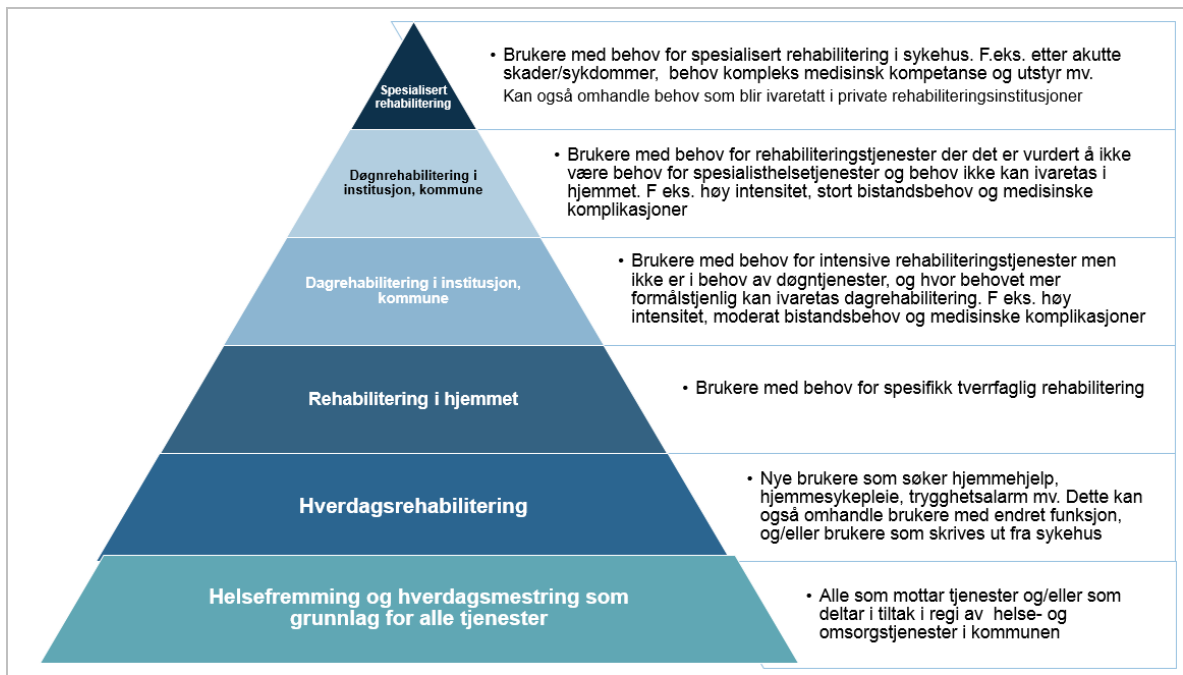 Spesialisert
rehabilitering
• Brukere med behov for spesialisert rehabilitering i sykehus. F.eks. etter akutte
skader/sykdommer, behov kompleks medisinsk kompetanse og utstyr mv.
Kan også omhandle behov som blir ivaretatt i private rehabiliteringsinstitusjoner
Døgnrehabilitering i
institusjon, kommune
• Brukere med behov for rehabiliteringstjenester der det er vurdert å ikke
være behov for spesialisthelsetjenester og behov ikke kan ivaretas i
hjemmet. F eks. høy intensitet, stort bistandsbehov og medisinske
komplikasjoner
Dagrehabilitering i institusjon,
kommune
• Brukere med behov for intensive rehabiliteringstjenester men
ikke er i behov av døgntjenester, og hvor behovet mer
formålstjenlig kan ivaretas dagrehabilitering. F eks. høy
intensitet, moderat bistandsbehov og medisinske komplikasjoner
Rehabilitering i hjemmet
• Brukere med behov for spesifikk tverrfaglig rehabilitering
Hverdagsrehabilitering
• Nye brukere som søker hjemmehjelp,
hjemmesykepleie, trygghetsalarm mv. Dette kan
også omhandle brukere med endret funksjon,
og/eller brukere som skrives ut fra sykehus
Helsefremming og hverdagsmestring som
grunnlag for alle tjenester
• Alle som mottar tjenester og/eller som
deltar i tiltak i regi av helse- og
omsorgstjenester i kommunen